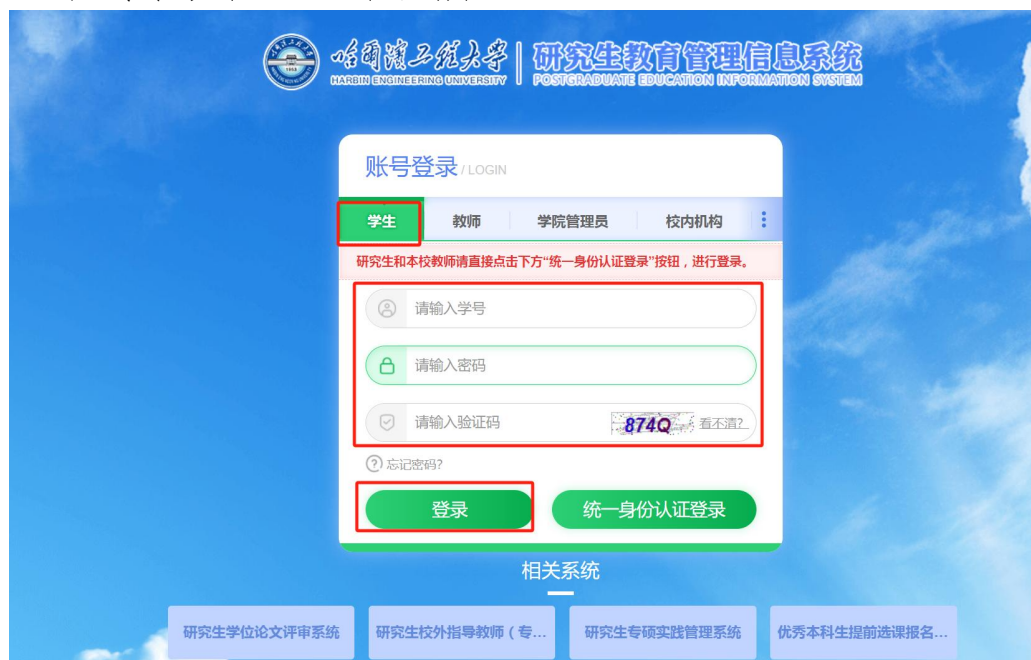 哈尔滨工程大学 | 研究生教育管理信息系统
HARBIN ENGINEERING UNIVERSITY POSTGRADUATE EDUCATION INFORMATION SYSTEM
账号登录 / LOGIN
学生 教师 学院管理员 校内机构
研究生和本校教师请直接点击下方“统一身份认证登录”按钮，进行登录。
请输入学号
请输入密码
请输入验证码 874Q 看不清?
忘记密码?
登录 统一身份认证登录
相关系统
研究生学位论文评审系统 研究生校外指导教师（专... 研究生专硕实践管理系统 优秀本科生提前选课报名...